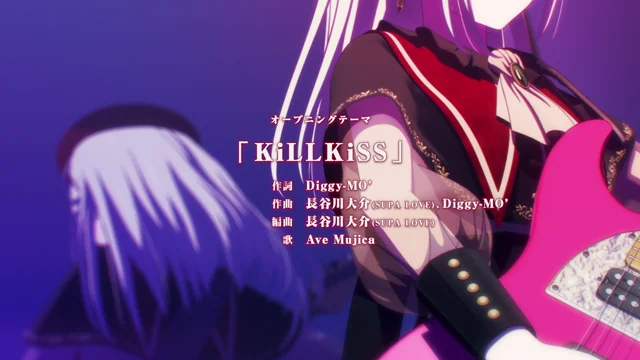 オープニングテーマ
「KiLLKiSS」
作詞 Diggy-MO'
作曲 長谷川大介(SUPA LOVE), Diggy-MO'
編曲 長谷川大介(SUPA LOVE)
歌 Ave Mujica